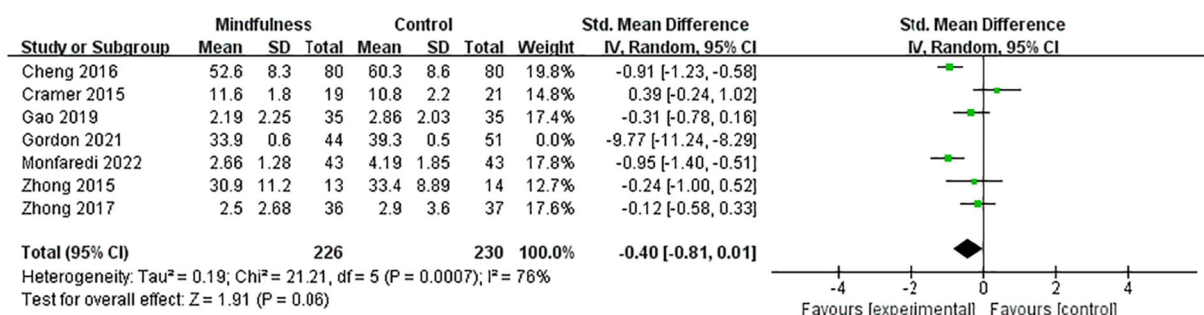 Mindfulness Control Std. Mean Difference Std. Mean Difference
Study or Subgroup Mean SD Total Mean SD Total Weight IV, Random, 95% CI IV, Random, 95% CI
Cheng 2016 52.6 8.3 80 60.3 8.6 80 19.8% -0.91 [-1.23, -0.58]
Cramer 2015 11.6 1.8 19 10.8 2.2 21 14.8% 0.39 [-0.24, 1.02]
Gao 2019 2.19 2.25 35 2.86 2.03 35 17.4% -0.31 [-0.78, 0.16]
Gordon 2021 33.9 0.6 44 39.3 0.5 51 0.0% -9.77 [-11.24, -8.29]
Monfaredi 2022 2.66 1.28 43 4.19 1.85 43 17.8% -0.95 [-1.40, -0.51]
Zhong 2015 30.9 11.2 13 33.4 8.89 14 12.7% -0.24 [-1.00, 0.52]
Zhong 2017 2.5 2.68 36 2.9 3.6 37 17.6% -0.12 [-0.58, 0.33]
Total (95% CI) 226 230 100.0% -0.40 [-0.81, 0.01]
Heterogeneity: Tau² = 0.19; Chi² = 21.21, df = 5 (P = 0.0007); I² = 76%
Test for overall effect: Z = 1.91 (P = 0.06)
-4 -2 0 2 4
Favours [experimental] Favours [control]